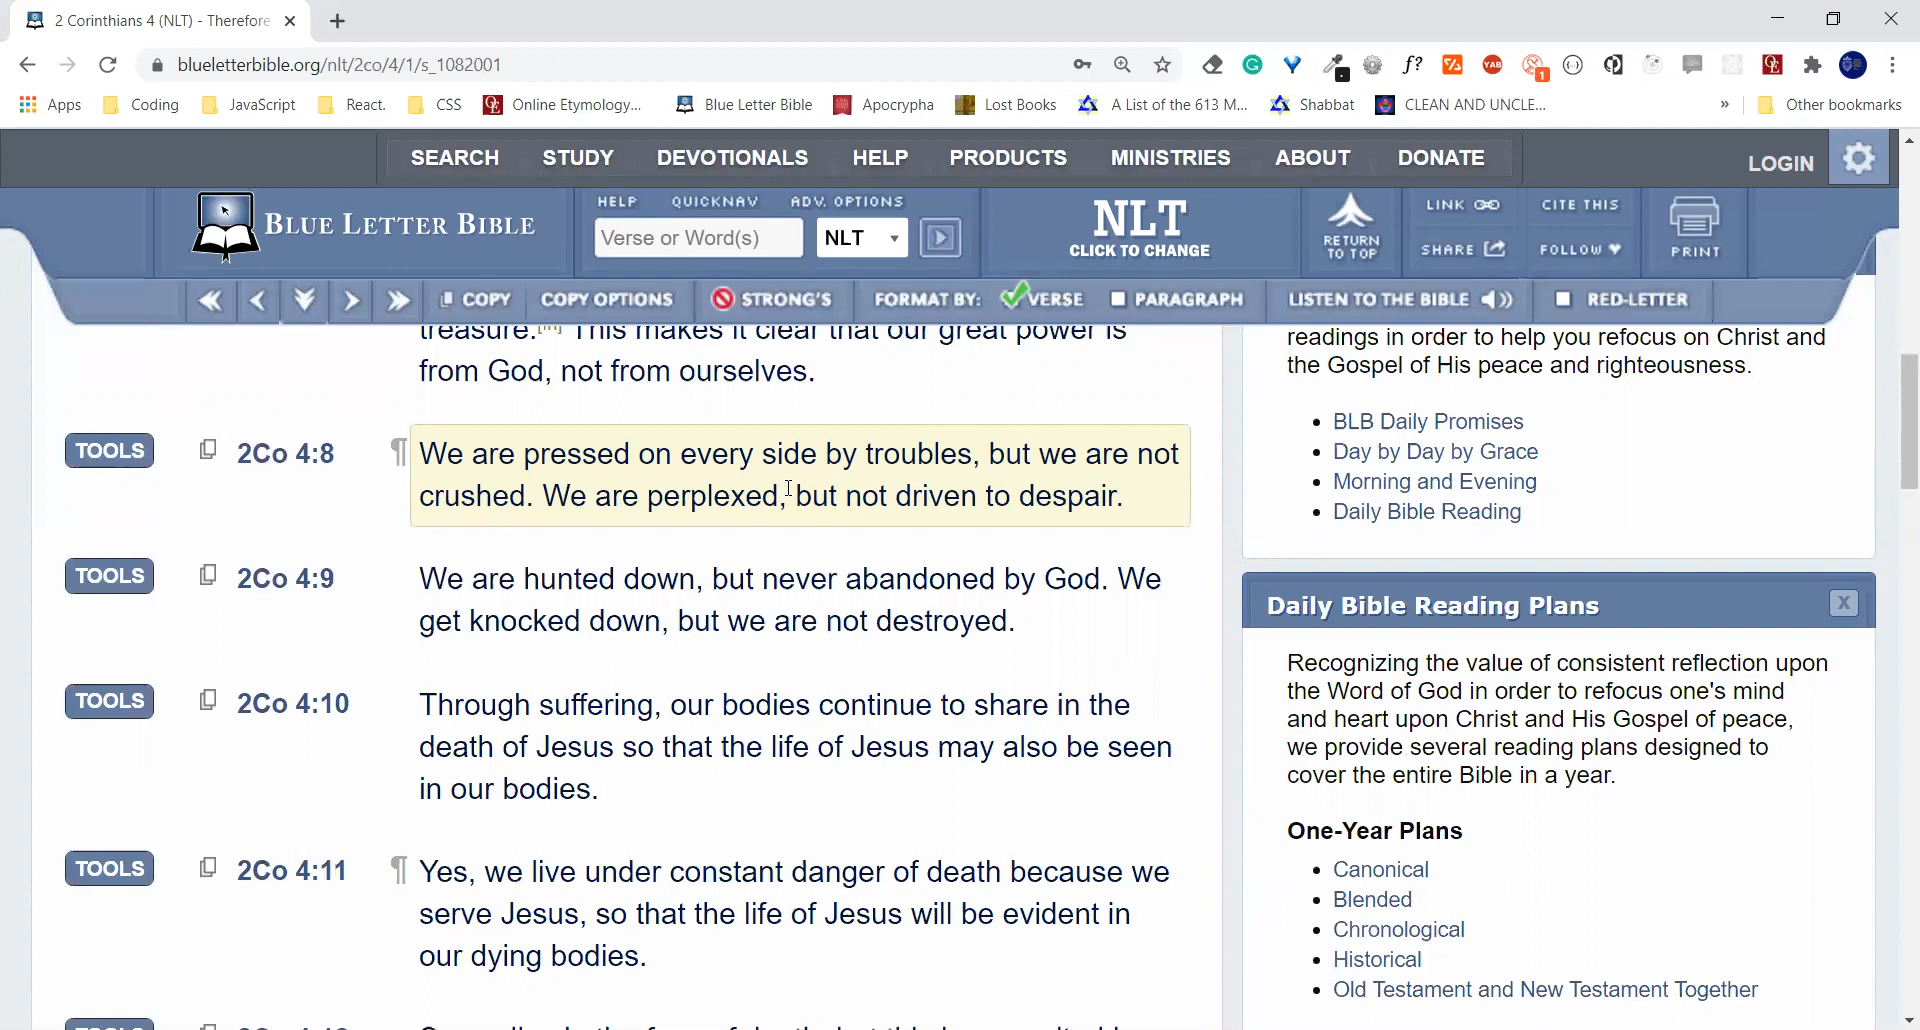 2 Corinthians 4 (NLT) - Therefore
blueletterbible.org/nlt/2co/4/1/s_1082001
f?
YAB
1
OE
Apps Coding JavaScript React. CSS OE Online Etymology... Blue Letter Bible Apocrypha Lost Books A List of the 613 M... Shabbat CLEAN AND UNCLE... » Other bookmarks
SEARCH STUDY DEVOTIONALS HELP PRODUCTS MINISTRIES ABOUT DONATE LOGIN
BLUE LETTER BIBLE
HELP QUICKNAV ADV. OPTIONS
Verse or Word(s) NLT
NLT
CLICK TO CHANGE
RETURN
TO TOP
LINK CITE THIS
SHARE FOLLOW
PRINT
COPY COPY OPTIONS STRONG'S FORMAT BY: VERSE PARAGRAPH LISTEN TO THE BIBLE RED-LETTER
treasure. This makes it clear that our great power is
from God, not from ourselves.
TOOLS 2Co 4:8 ¶ We are pressed on every side by troubles, but we are not
crushed. We are perplexed, but not driven to despair.
TOOLS 2Co 4:9 We are hunted down, but never abandoned by God. We
get knocked down, but we are not destroyed.
TOOLS 2Co 4:10 Through suffering, our bodies continue to share in the
death of Jesus so that the life of Jesus may also be seen
in our bodies.
TOOLS 2Co 4:11 ¶ Yes, we live under constant danger of death because we
serve Jesus, so that the life of Jesus will be evident in
our dying bodies.
readings in order to help you refocus on Christ and
the Gospel of His peace and righteousness.
• BLB Daily Promises
• Day by Day by Grace
• Morning and Evening
• Daily Bible Reading
Daily Bible Reading Plans X
Recognizing the value of consistent reflection upon
the Word of God in order to refocus one's mind
and heart upon Christ and His Gospel of peace,
we provide several reading plans designed to
cover the entire Bible in a year.
One-Year Plans
• Canonical
• Blended
• Chronological
• Historical
• Old Testament and New Testament Together